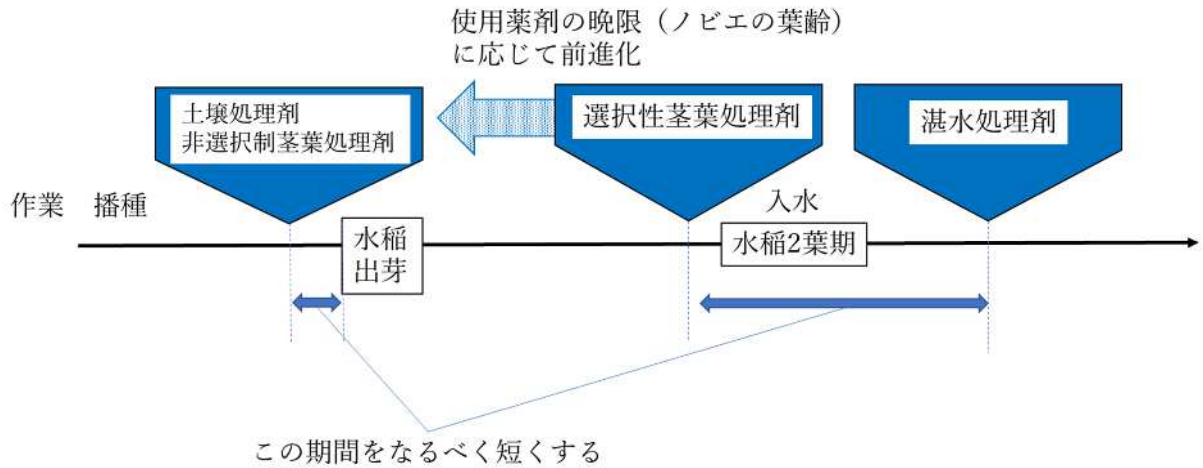 使用薬剤の晩限（ノビエの葉齢）
に応じて前進化
土壌処理剤
非選択制茎葉処理剤
選択性茎葉処理剤
湛水処理剤
作業　播種
入水
水稲
出芽
水稲2葉期
この期間をなるべく短くする